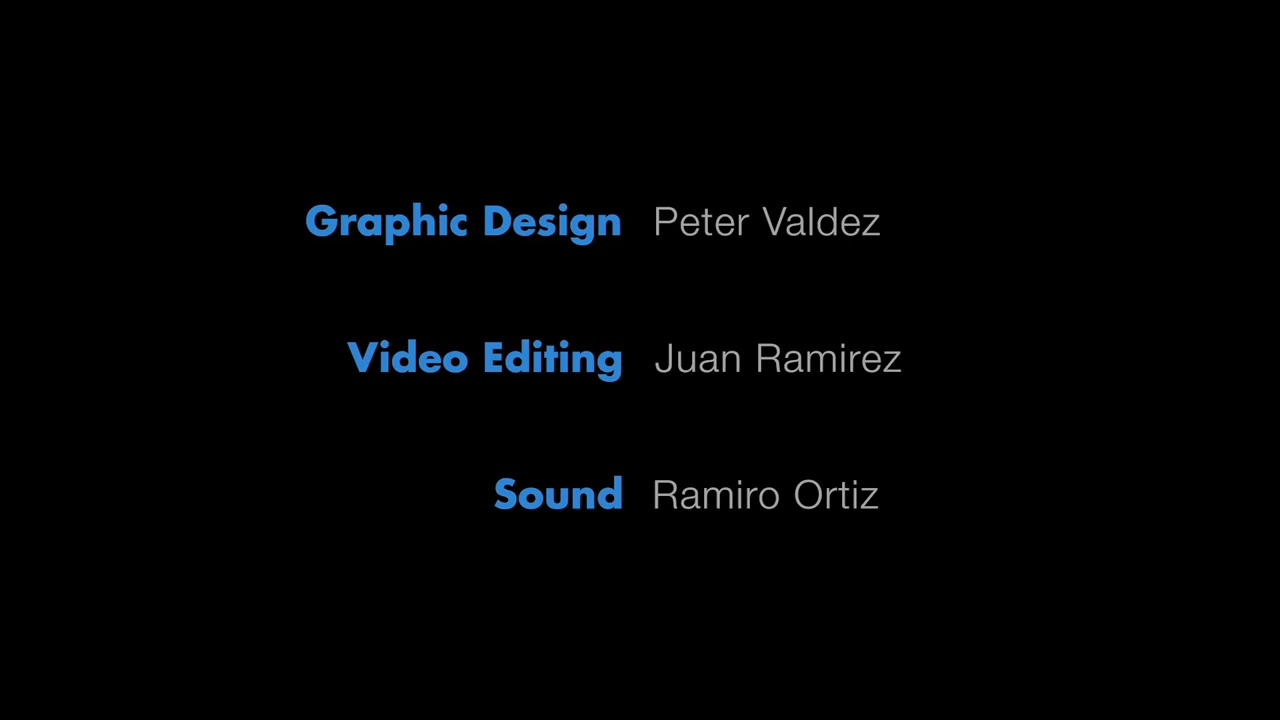 Graphic Design Peter Valdez
Video Editing Juan Ramirez
Sound Ramiro Ortiz